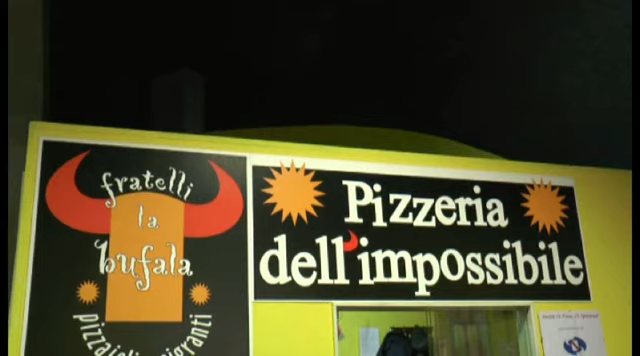 fratelli
la
bufala
pizzaioli emigranti
Pizzeria
dell'impossibile